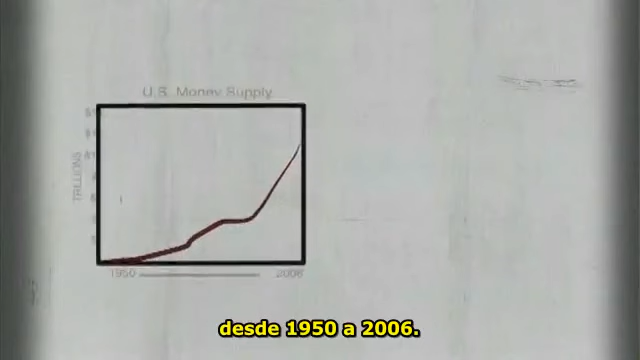 U.S. Money Supply
TRILLIONS
1950
2006
desde 1950 a 2006.